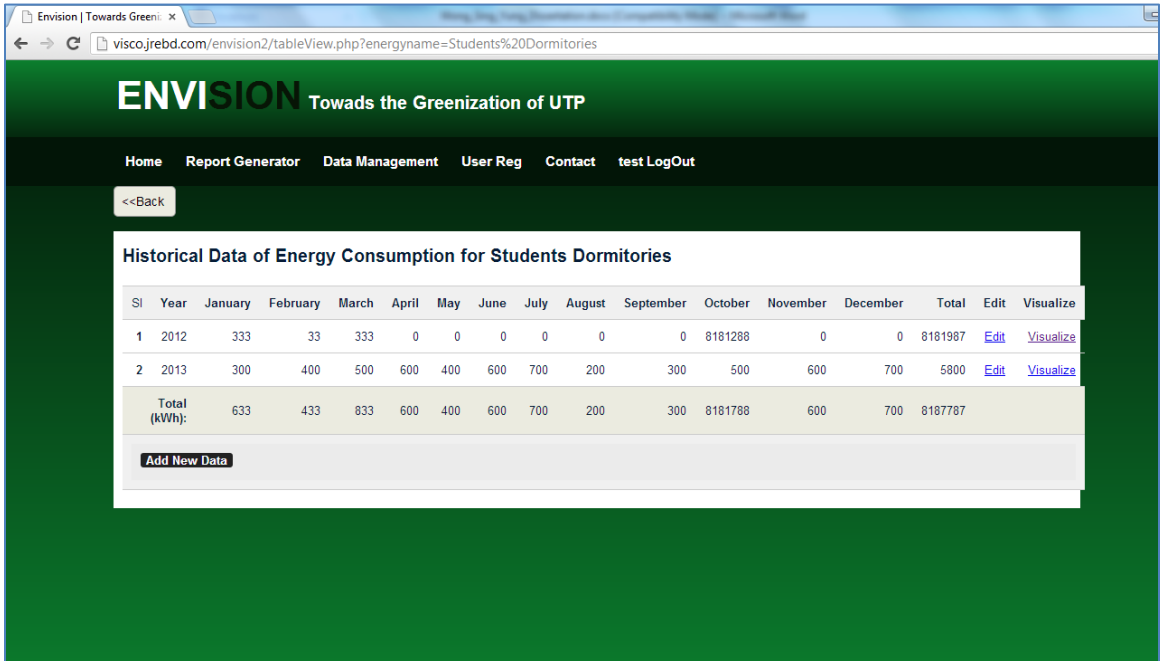 Envision | Towards Greeni:
visco.jrebd.com/envision2/tableView.php?energyname=Students%20Dormitories
ENVISION Towads the Greenization of UTP
Home Report Generator Data Management User Reg Contact test LogOut
<<Back
Historical Data of Energy Consumption for Students Dormitories
Sl Year January February March April May June July August September October November December Total Edit Visualize
1 2012 333 33 333 0 0 0 0 0 0 8181288 0 0 8181987 Edit Visualize
2 2013 300 400 500 600 400 600 700 200 300 500 600 700 5800 Edit Visualize
Total
(kWh): 633 433 833 600 400 600 700 200 300 8181788 600 700 8187787
Add New Data